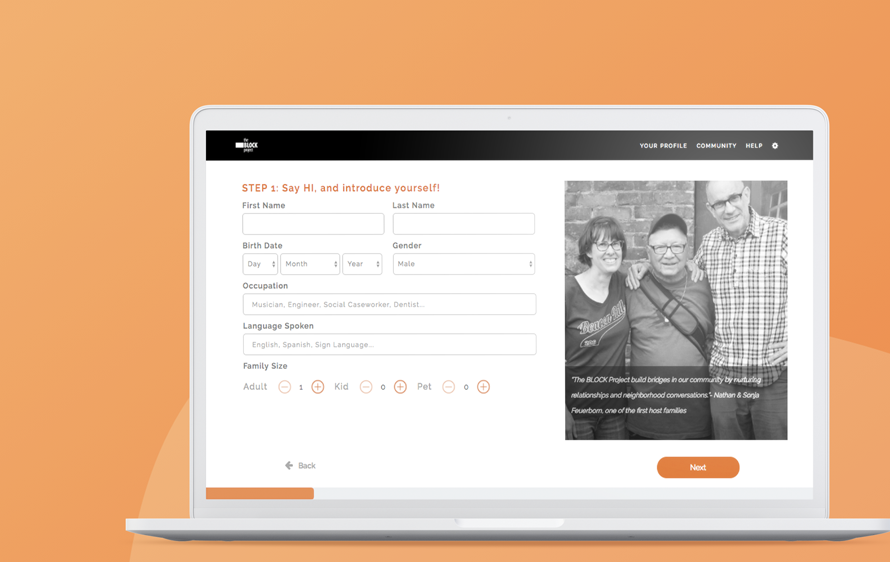 the
BLOCK
project
YOUR PROFILE COMMUNITY HELP
STEP 1: Say HI, and introduce yourself!
First Name Last Name
Birth Date Gender
Day Month Year Male
Occupation
Musician, Engineer, Social Caseworker, Dentist...
Language Spoken
English, Spanish, Sign Language...
Family Size
Adult 1 Kid 0 Pet 0
"The BLOCK Project build bridges in our community by nurturing
relationships and neighborhood conversations."- Nathan & Sonja
Feuerborn, one of the first host families
Back
Next